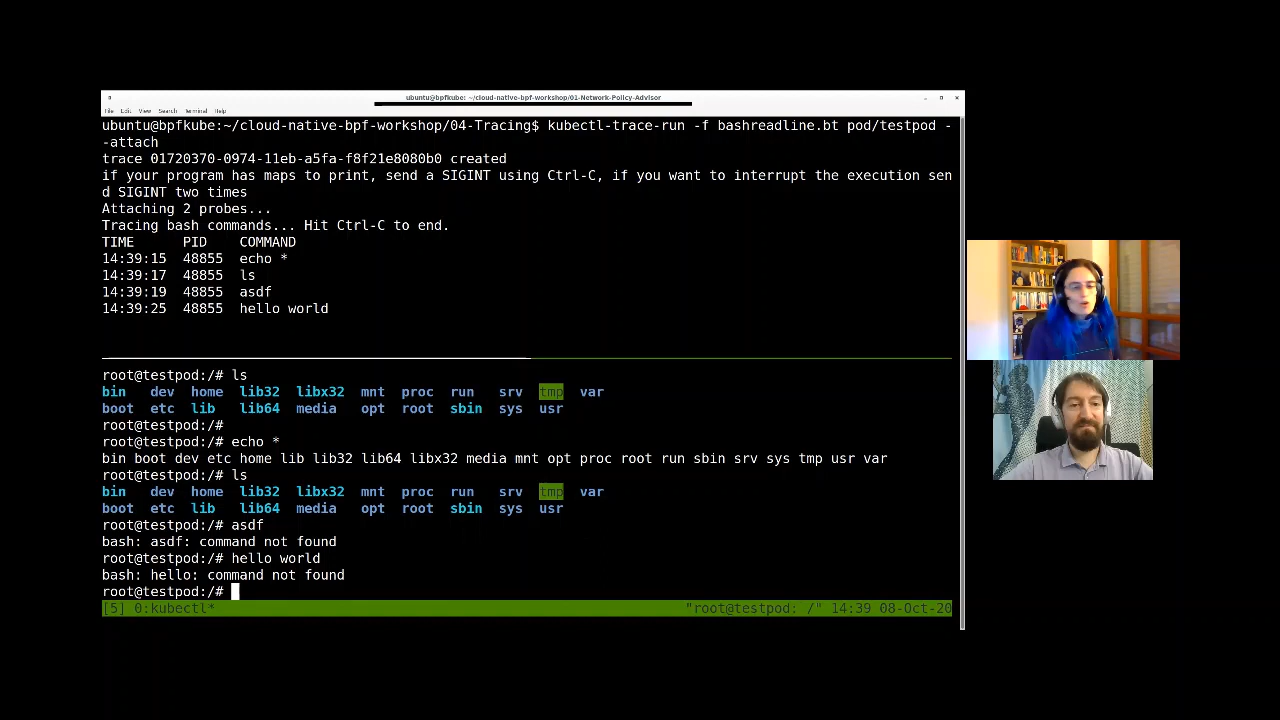 ubuntu@bpfkube: ~/cloud-native-bpf-workshop/01-Network-Policy-Advisor
File Edit View Search Terminal Help
ubuntu@bpfkube:~/cloud-native-bpf-workshop/04-Tracing$ kubectl-trace-run -f bashreadline.bt pod/testpod -
-attach
trace 01720370-0974-11eb-a5fa-f8f21e8080b0 created
if your program has maps to print, send a SIGINT using Ctrl-C, if you want to interrupt the execution sen
d SIGINT two times
Attaching 2 probes...
Tracing bash commands... Hit Ctrl-C to end.
TIME PID COMMAND
14:39:15 48855 echo *
14:39:17 48855 ls
14:39:19 48855 asdf
14:39:25 48855 hello world
root@testpod:/# ls
bin dev home lib32 libx32 mnt proc run srv tmp var
boot etc lib lib64 media opt root sbin sys usr
root@testpod:/#
root@testpod:/# echo *
bin boot dev etc home lib lib32 lib64 libx32 media mnt opt proc root run sbin srv sys tmp usr var
root@testpod:/# ls
bin dev home lib32 libx32 mnt proc run srv tmp var
boot etc lib lib64 media opt root sbin sys usr
root@testpod:/# asdf
bash: asdf: command not found
root@testpod:/# hello world
bash: hello: command not found
root@testpod:/#
[5] 0:kubectl* "root@testpod: /" 14:39 08-Oct-20